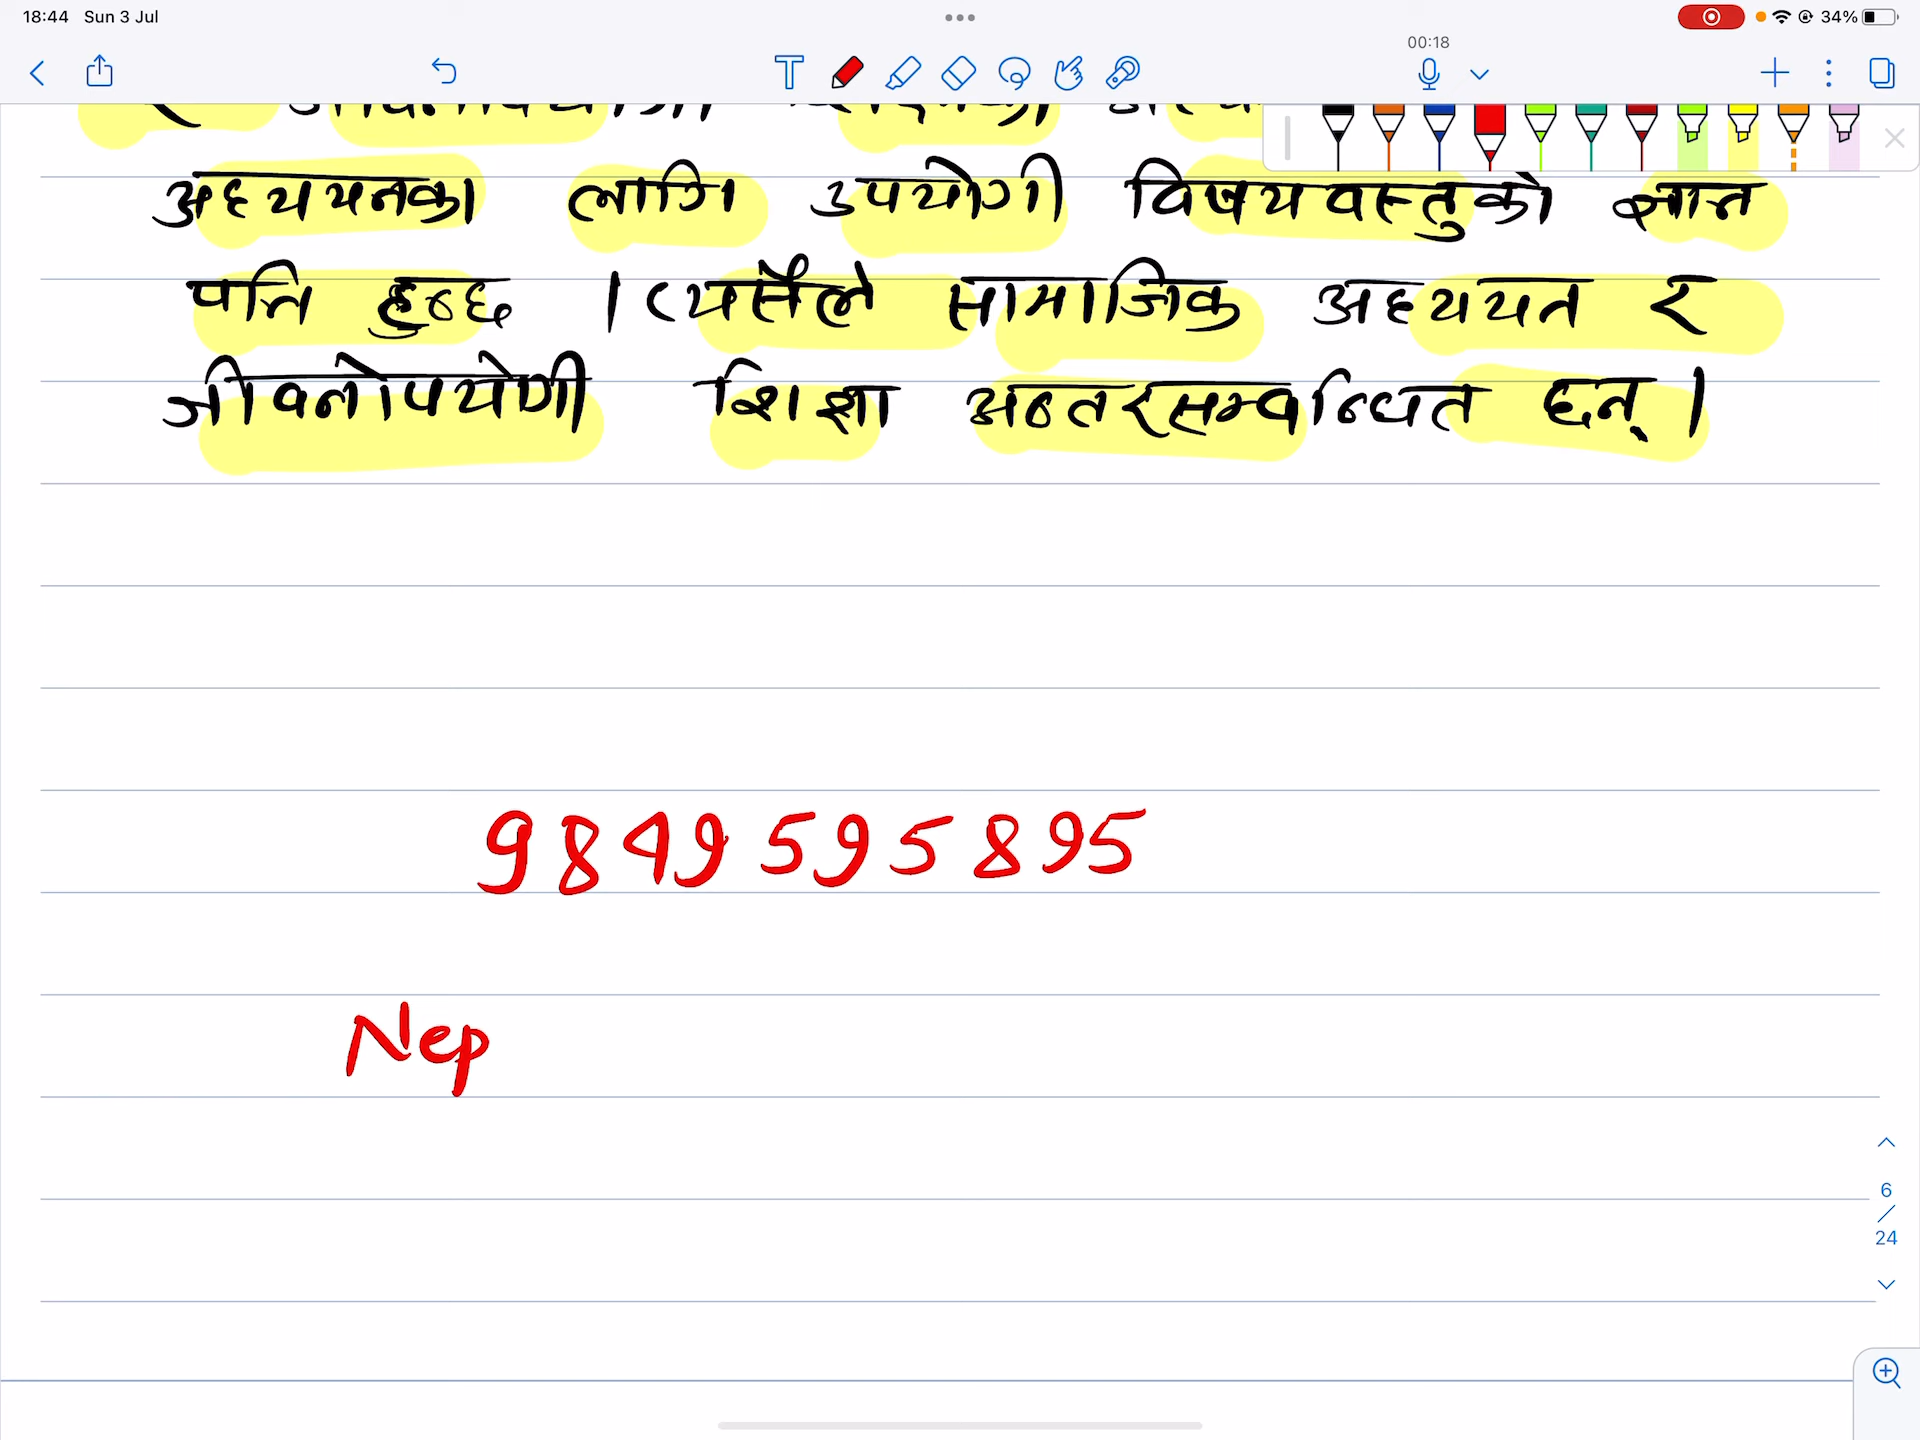 18:44 Sun 3 Jul
34%
00:18
अध्ययनका लागि उपयोगी विषयवस्तुको ज्ञान
पनि हुन्छ । त्यसैले सामाजिक अध्ययन र
जीवनोपयोगी शिक्षा अन्तरसम्बन्धित छन् ।
9849595895
Nep
6
/
24